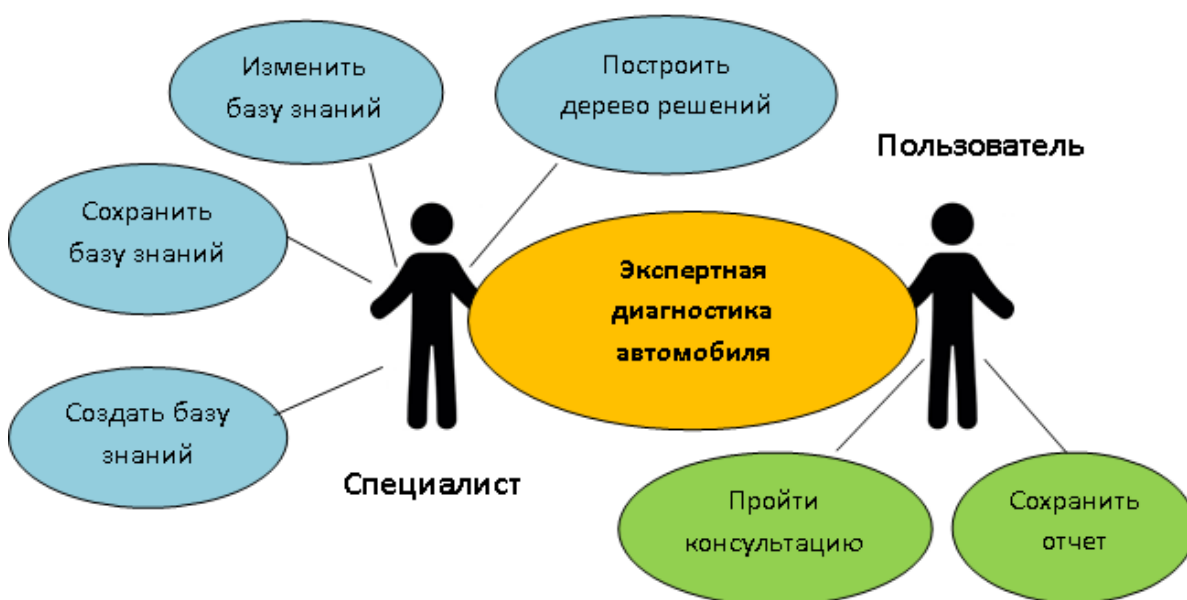 Изменить
базу знаний
Построить
дерево решений
Пользователь
Сохранить
базу знаний
Экспертная
диагностика
автомобиля
Создать базу
знаний
Специалист
Пройти
консультацию
Сохранить
отчет